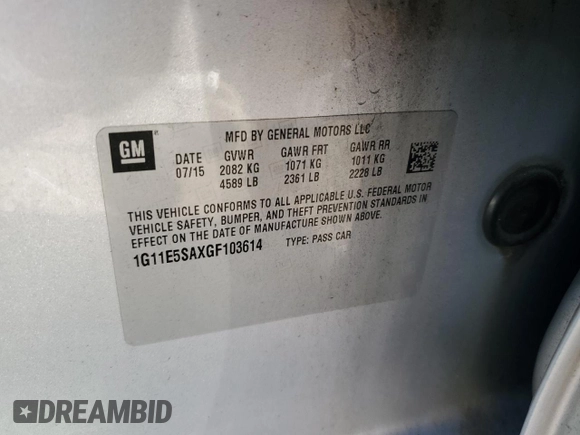 GM
MFD BY GENERAL MOTORS LLC
DATE GVWR GAWR FRT GAWR RR
07/15 2082 KG 1071 KG 1011 KG
4589 LB 2361 LB 2228 LB
THIS VEHICLE CONFORMS TO ALL APPLICABLE U.S. FEDERAL MOTOR
VEHICLE SAFETY, BUMPER, AND THEFT PREVENTION STANDARDS IN
EFFECT ON THE DATE OF MANUFACTURE SHOWN ABOVE.
1G11E5SAXGF103614 TYPE: PASS CAR
DREAMBID